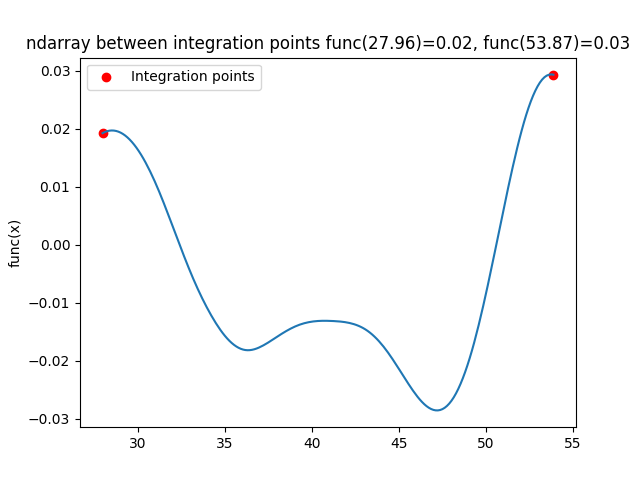 ndarray between integration points func(27.96)=0.02, func(53.87)=0.03
Integration points
func(x)
0.03
0.02
0.01
0.00
−0.01
−0.02
−0.03
30 35 40 45 50 55